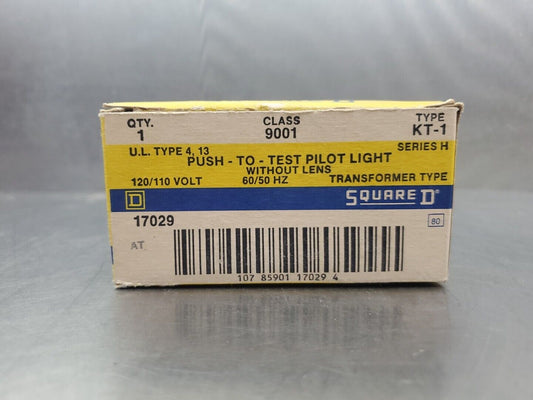 QTY. CLASS TYPE
1 9001 KT-1
U.L. TYPE 4, 13 SERIES H
PUSH - TO - TEST PILOT LIGHT
WITHOUT LENS
120/110 VOLT 60/50 HZ TRANSFORMER TYPE
D SQUARE D®
17029 80
AT
107 85901 17029 4